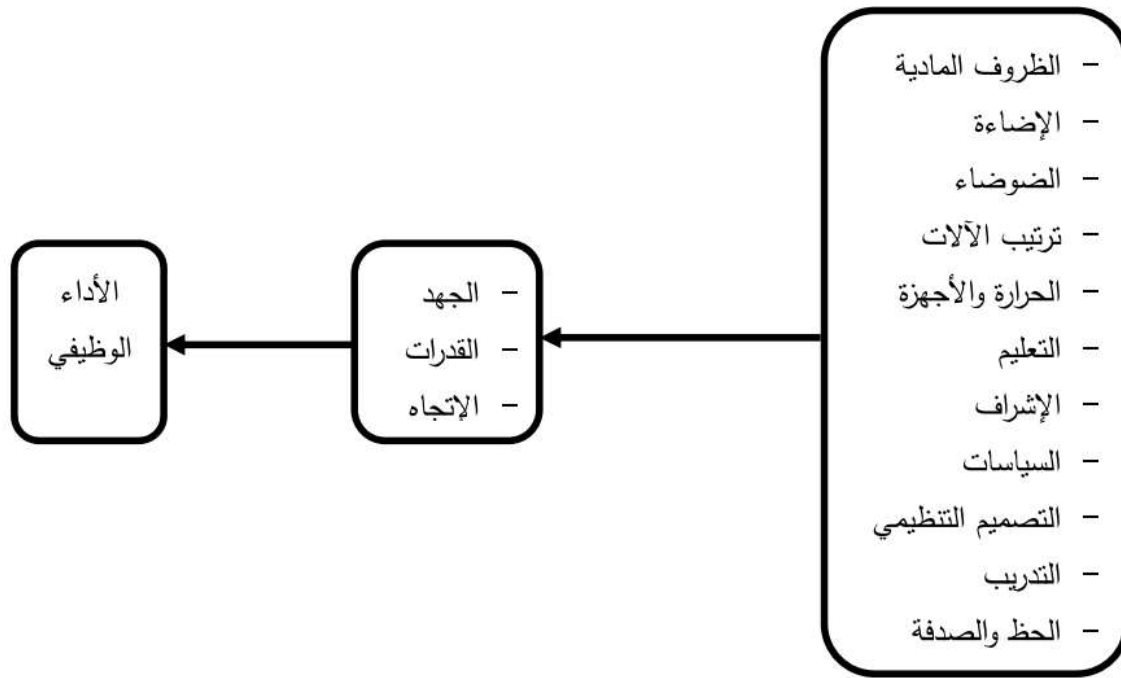 - الظروف المادية
- الإضاءة
- الضوضاء
- ترتيب الآلات
- الحرارة والأجهزة
- التعليم
- الإشراف
- السياسات
- التصميم التنظيمي
- التدريب
- الحظ والصدفة
- الجهد
- القدرات
- الإتجاه
الأداء
الوظيفي